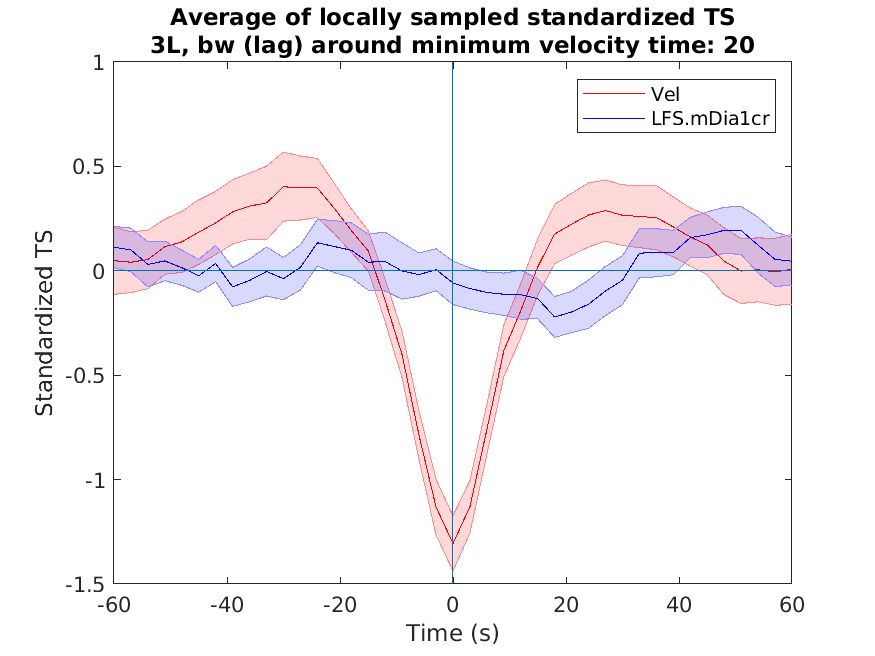 Average of locally sampled standardized TS
3L, bw (lag) around minimum velocity time: 20
Vel
LFS.mDia1cr
Standardized TS
1
0.5
0
-0.5
-1
-1.5
-60
-40
-20
0
20
40
60
Time (s)